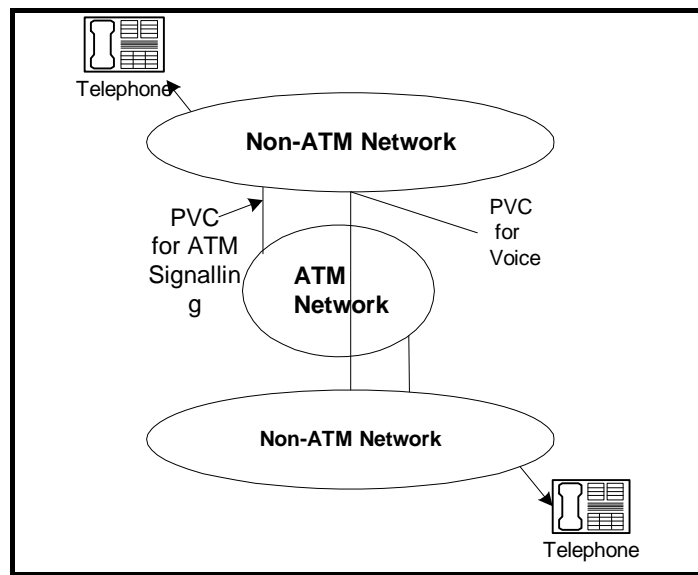 Telephone
Non-ATM Network
PVC
for ATM
Signallin
g
PVC
for
Voice
ATM
Network
Non-ATM Network
Telephone